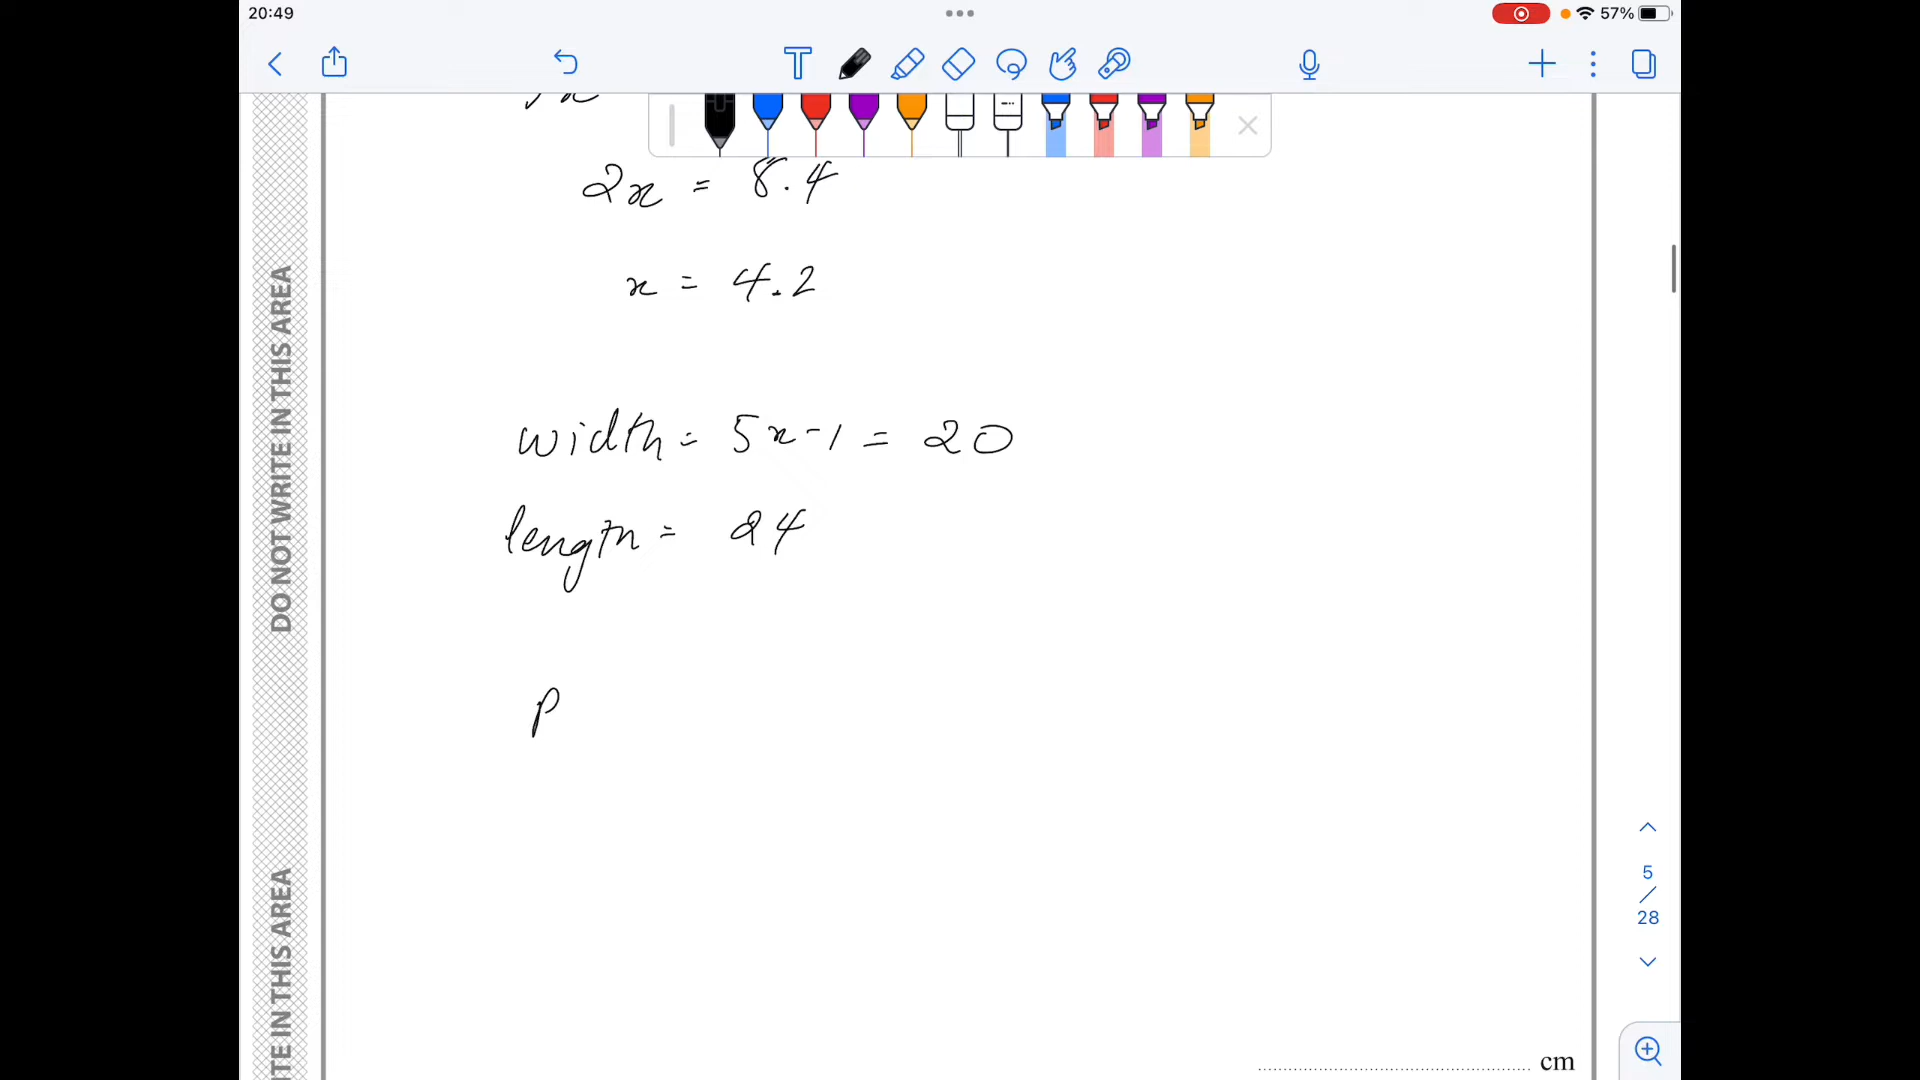 20:49
57%
T
2x = 8.4
x = 4.2
width = 5x-1 = 20
length = 24
P
DO NOT WRITE IN THIS AREA
TE IN THIS AREA
5
/
28
cm